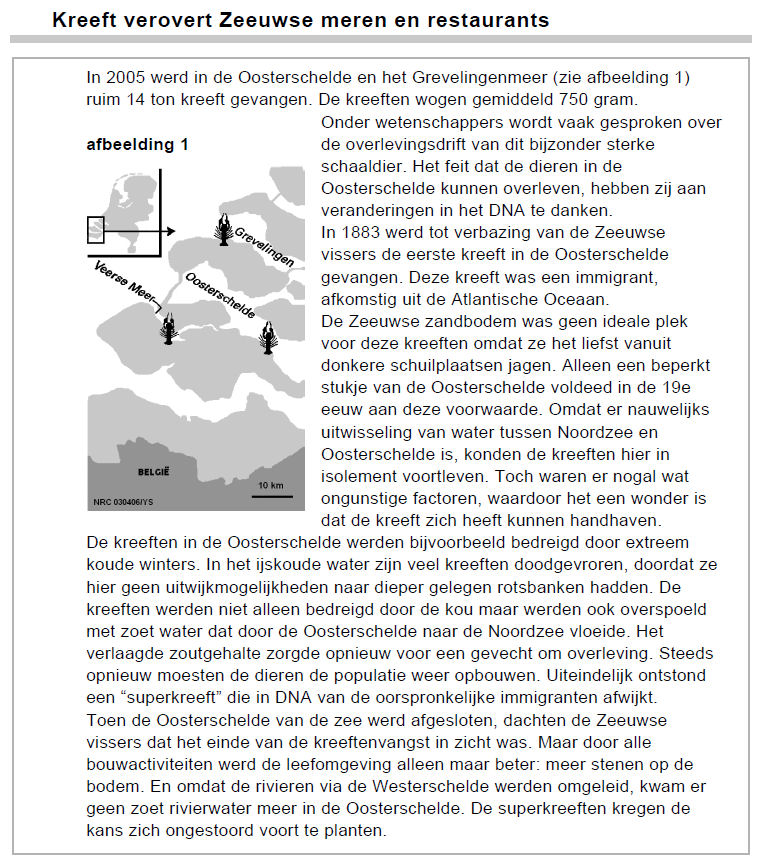 Kreeft verovert Zeeuwse meren en restaurants
In 2005 werd in de Oosterschelde en het Grevelingenmeer (zie afbeelding 1)
ruim 14 ton kreeft gevangen. De kreeften wogen gemiddeld 750 gram.
afbeelding 1
Grevelingen
Veerse Meer
Oosterschelde
BELGIË
10 km
NRC 030406/YS
Onder wetenschappers wordt vaak gesproken over
de overlevingsdrift van dit bijzonder sterke
schaaldier. Het feit dat de dieren in de
Oosterschelde kunnen overleven, hebben zij aan
veranderingen in het DNA te danken.
In 1883 werd tot verbazing van de Zeeuwse
vissers de eerste kreeft in de Oosterschelde
gevangen. Deze kreeft was een immigrant,
afkomstig uit de Atlantische Oceaan.
De Zeeuwse zandbodem was geen ideale plek
voor deze kreeften omdat ze het liefst vanuit
donkere schuilplaatsen jagen. Alleen een beperkt
stukje van de Oosterschelde voldeed in de 19e
eeuw aan deze voorwaarde. Omdat er nauwelijks
uitwisseling van water tussen Noordzee en
Oosterschelde is, konden de kreeften hier in
isolement voortleven. Toch waren er nogal wat
ongunstige factoren, waardoor het een wonder is
dat de kreeft zich heeft kunnen handhaven.
De kreeften in de Oosterschelde werden bijvoorbeeld bedreigd door extreem
koude winters. In het ijskoude water zijn veel kreeften doodgevroren, doordat ze
hier geen uitwijkmogelijkheden naar dieper gelegen rotsbanken hadden. De
kreeften werden niet alleen bedreigd door de kou maar werden ook overspoeld
met zoet water dat door de Oosterschelde naar de Noordzee vloeide. Het
verlaagde zoutgehalte zorgde opnieuw voor een gevecht om overleving. Steeds
opnieuw moesten de dieren de populatie weer opbouwen. Uiteindelijk ontstond
een “superkreeft” die in DNA van de oorspronkelijke immigranten afwijkt.
Toen de Oosterschelde van de zee werd afgesloten, dachten de Zeeuwse
vissers dat het einde van de kreeftenvangst in zicht was. Maar door alle
bouwactiviteiten werd de leefomgeving alleen maar beter: meer stenen op de
bodem. En omdat de rivieren via de Westerschelde werden omgeleid, kwam er
geen zoet rivierwater meer in de Oosterschelde. De superkreeften kregen de
kans zich ongestoord voort te planten.